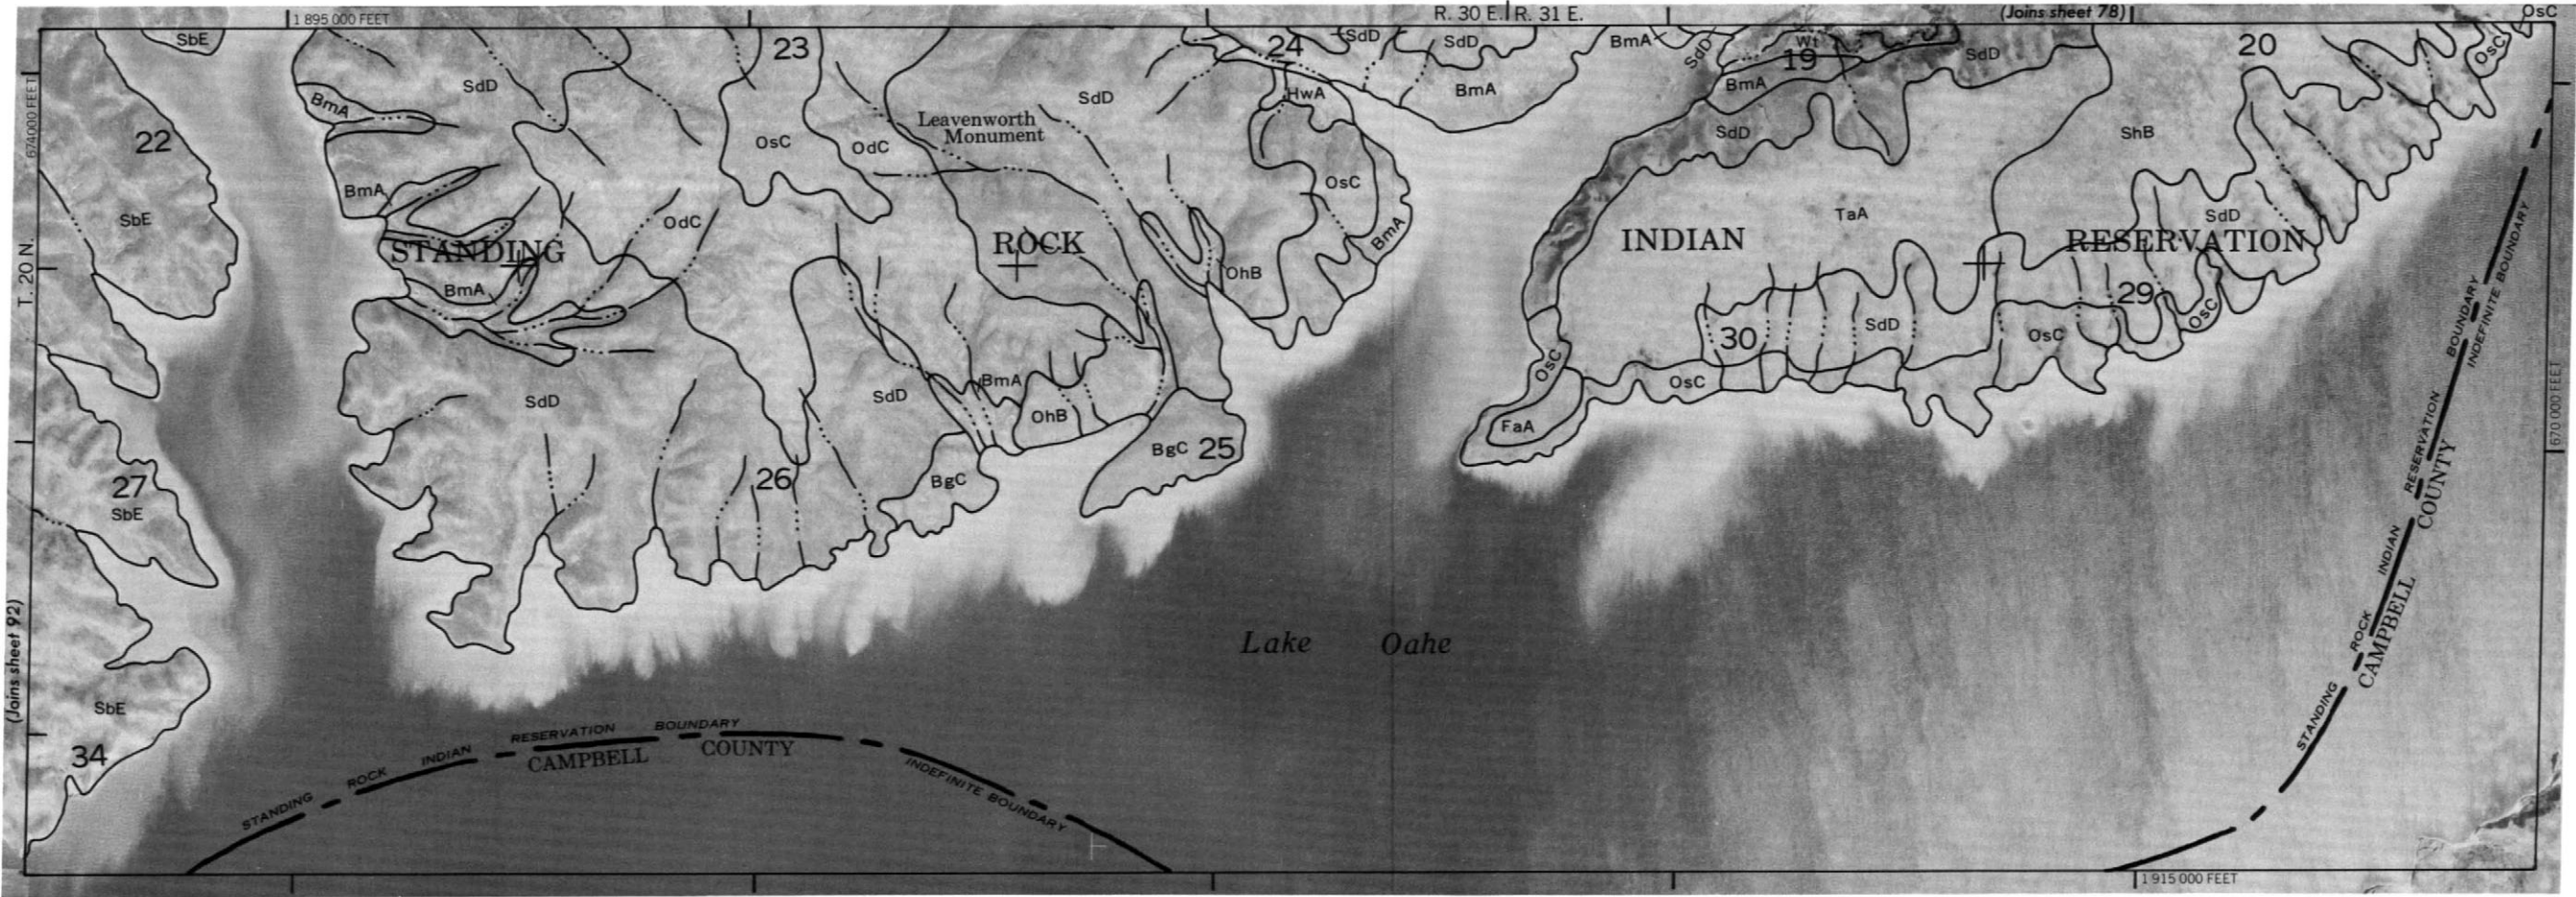 1 895 000 FEET
R. 30 E. R. 31 E.
(Joins sheet 78)
OsC
SbE
23
24
SdD
SdD
BmA
SdD
Wt
19
SdD
20
OsC
674000 FEET
SdD
BmA
SdD
HwA
BmA
BmA
22
Leavenworth
Monument
OsC
OdC
SdD
ShB
BmA
SbE
OdC
OsC
BmA
TaA
SdD
T. 20 N.
STANDING
ROCK
INDIAN
RESERVATION
BmA
OhB
29
OsC
30
SdD
OsC
SdD
SdD
BmA
OhB
OsC
OsC
FaA
670 000 FEET
27
SbE
26
BgC
BgC
25
(Joins sheet 92)
Lake Oahe
SbE
34
STANDING ROCK INDIAN RESERVATION BOUNDARY
CAMPBELL COUNTY
INDEFINITE BOUNDARY
STANDING ROCK INDIAN RESERVATION BOUNDARY
CAMPBELL COUNTY
INDEFINITE BOUNDARY
1 915 000 FEET